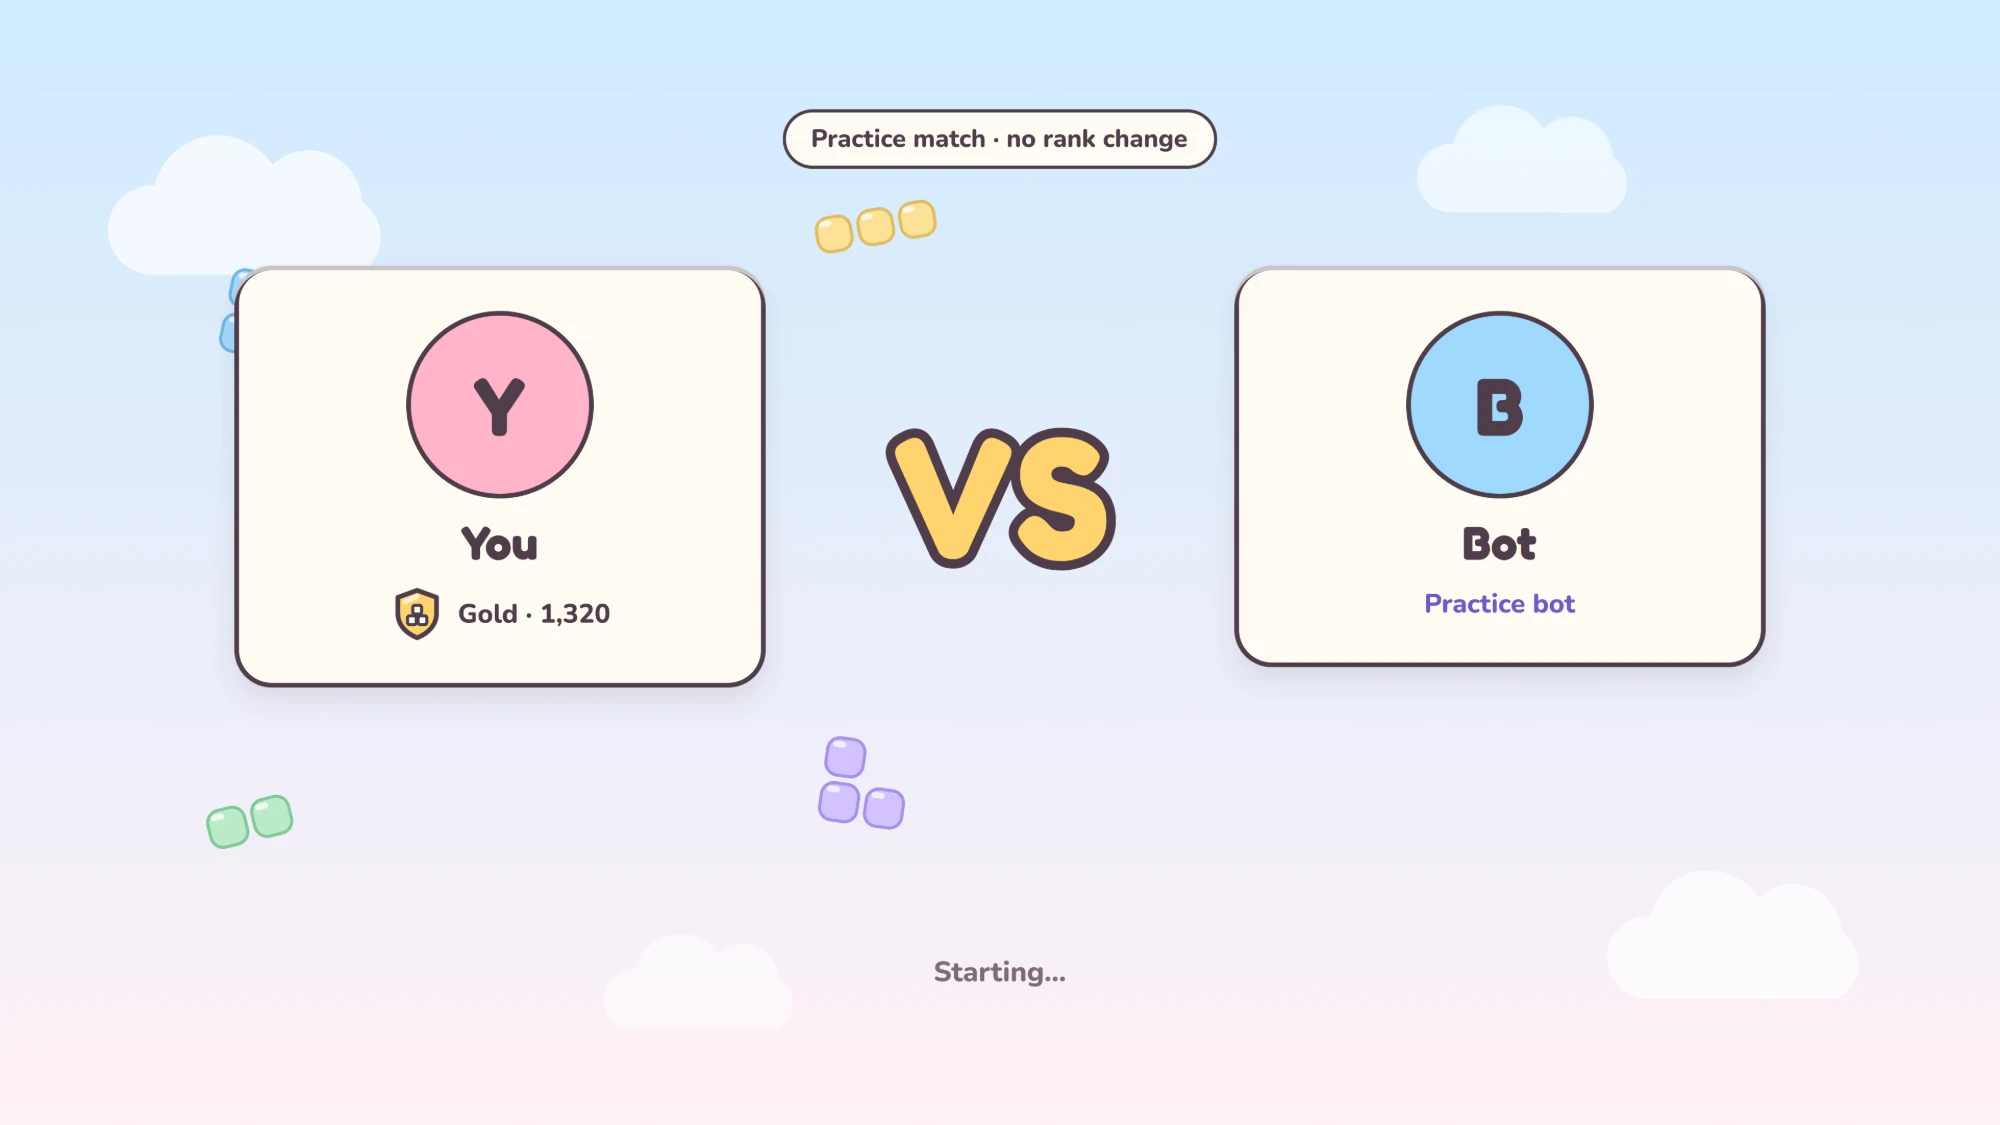 Practice match · no rank change
Y
You
Gold · 1,320
VS
B
Bot
Practice bot
Starting...